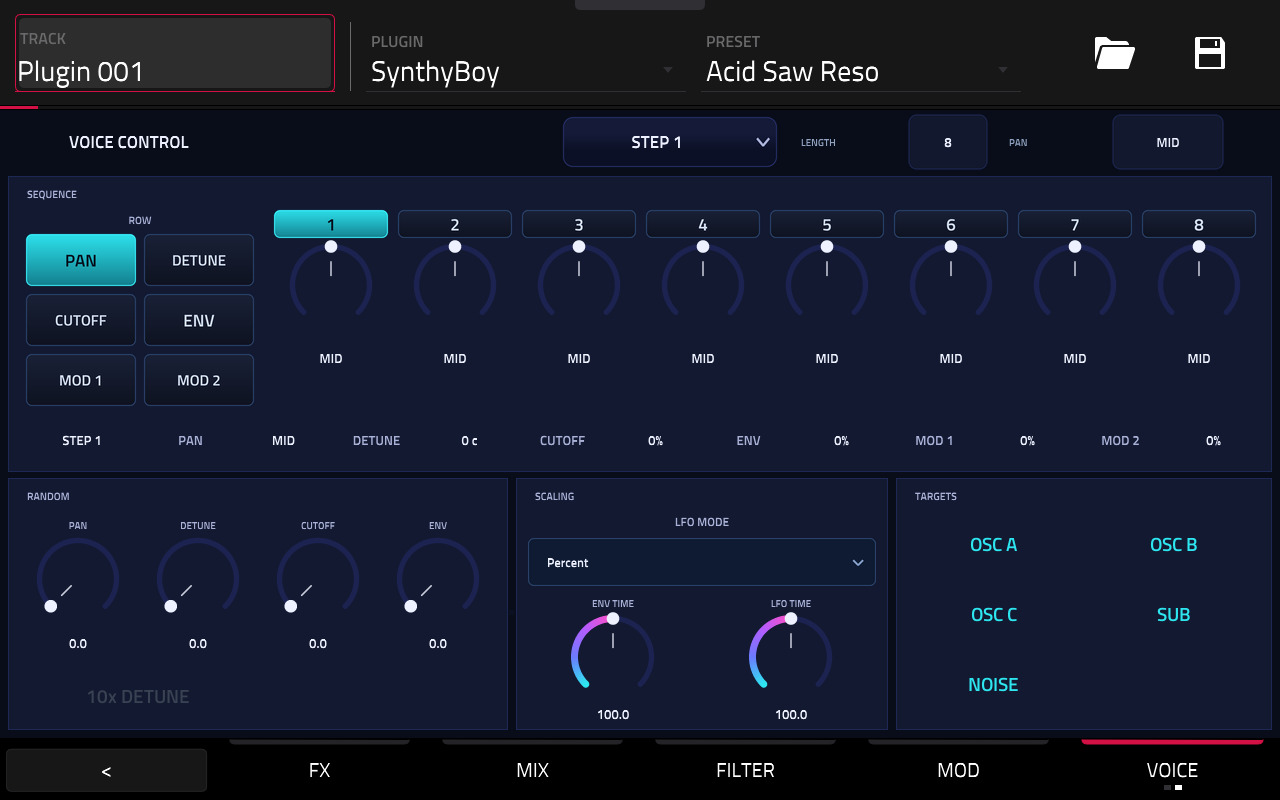 TRACK
Plugin 001
PLUGIN
SynthyBoy
PRESET
Acid Saw Reso
VOICE CONTROL
STEP 1
LENGTH
8
PAN
MID
SEQUENCE
ROW
PAN
DETUNE
CUTOFF
ENV
MOD 1
MOD 2
1 2 3 4 5 6 7 8
MID MID MID MID MID MID MID MID
STEP 1 PAN MID DETUNE 0 c CUTOFF 0% ENV 0% MOD 1 0% MOD 2 0%
RANDOM
PAN DETUNE CUTOFF ENV
0.0 0.0 0.0 0.0
10x DETUNE
SCALING
LFO MODE
Percent
ENV TIME LFO TIME
100.0 100.0
TARGETS
OSC A OSC B
OSC C SUB
NOISE
< FX MIX FILTER MOD VOICE